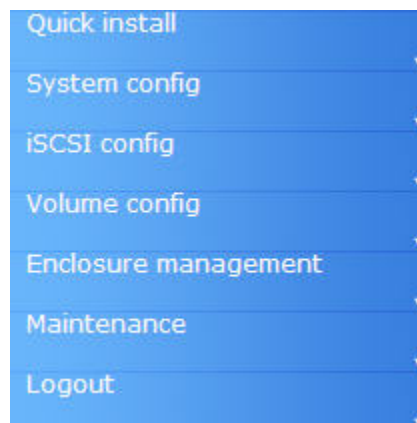 Quick install
System config
iSCSI config
Volume config
Enclosure management
Maintenance
Logout